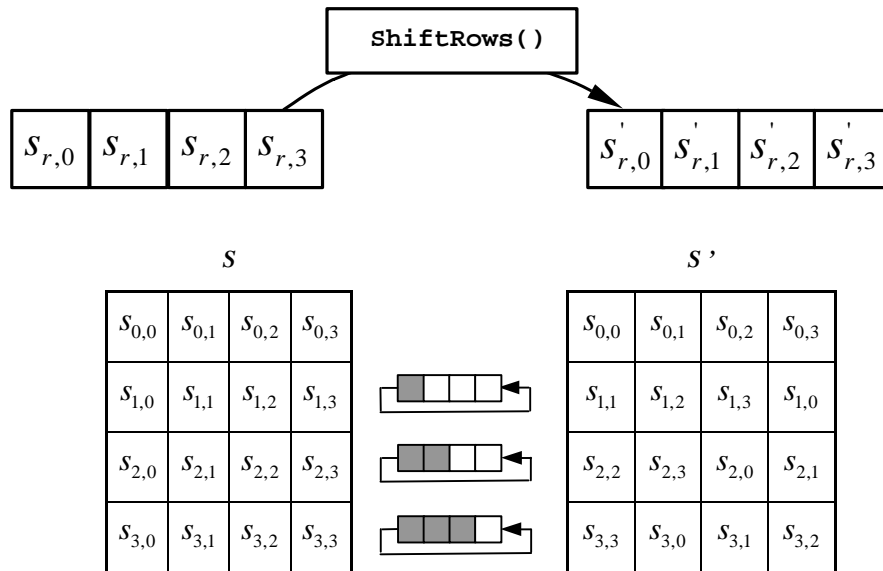 ShiftRows()
s_{r,0} s_{r,1} s_{r,2} s_{r,3} s'_{r,0} s'_{r,1} s'_{r,2} s'_{r,3}
S S'
s_{0,0} s_{0,1} s_{0,2} s_{0,3} s_{0,0} s_{0,1} s_{0,2} s_{0,3}
s_{1,0} s_{1,1} s_{1,2} s_{1,3} s_{1,1} s_{1,2} s_{1,3} s_{1,0}
s_{2,0} s_{2,1} s_{2,2} s_{2,3} s_{2,2} s_{2,3} s_{2,0} s_{2,1}
s_{3,0} s_{3,1} s_{3,2} s_{3,3} s_{3,3} s_{3,0} s_{3,1} s_{3,2}